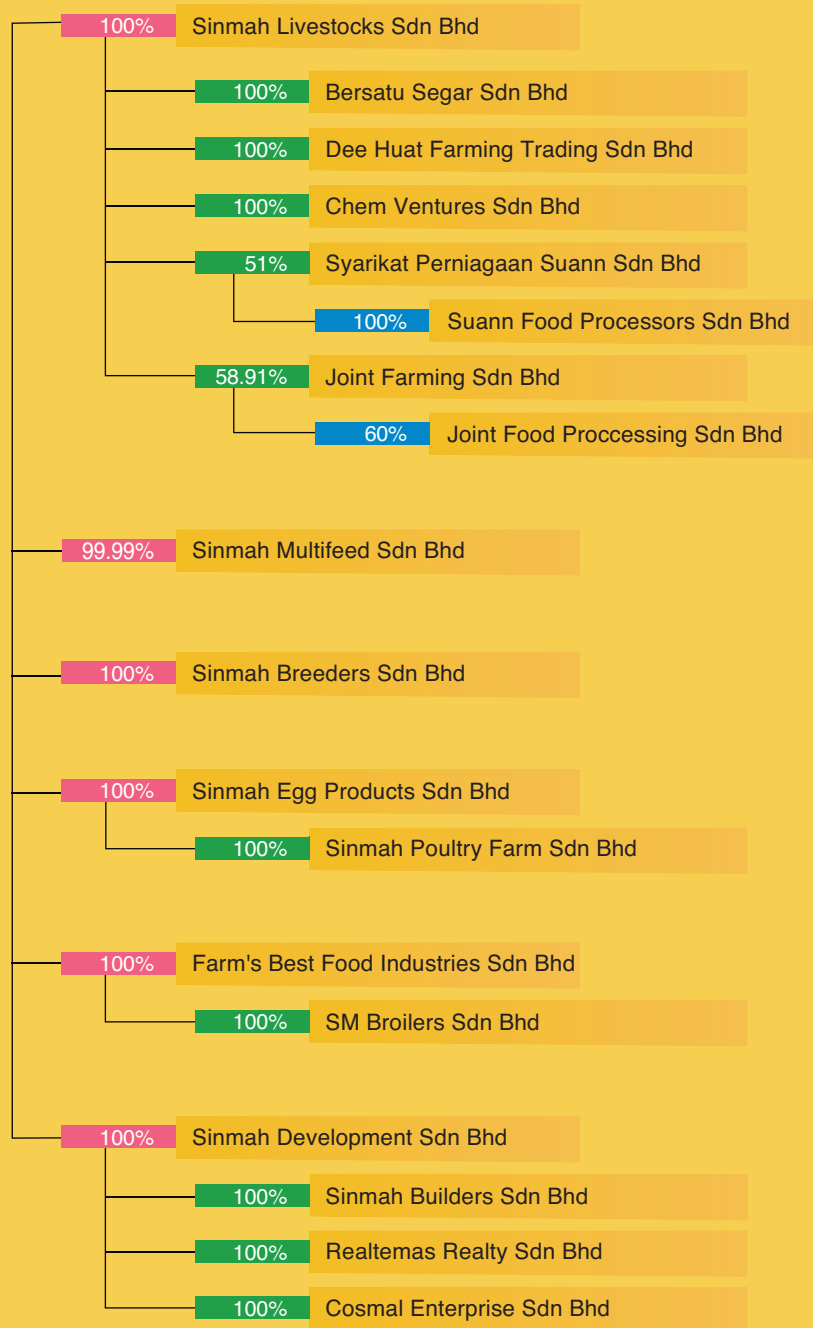 100% Sinmah Livestocks Sdn Bhd
100% Bersatu Segar Sdn Bhd
100% Dee Huat Farming Trading Sdn Bhd
100% Chem Ventures Sdn Bhd
51% Syarikat Perniagaan Suann Sdn Bhd
100% Suann Food Processors Sdn Bhd
58.91% Joint Farming Sdn Bhd
60% Joint Food Proccessing Sdn Bhd
99.99% Sinmah Multifeed Sdn Bhd
100% Sinmah Breeders Sdn Bhd
100% Sinmah Egg Products Sdn Bhd
100% Sinmah Poultry Farm Sdn Bhd
100% Farm's Best Food Industries Sdn Bhd
100% SM Broilers Sdn Bhd
100% Sinmah Development Sdn Bhd
100% Sinmah Builders Sdn Bhd
100% Realtemas Realty Sdn Bhd
100% Cosmal Enterprise Sdn Bhd